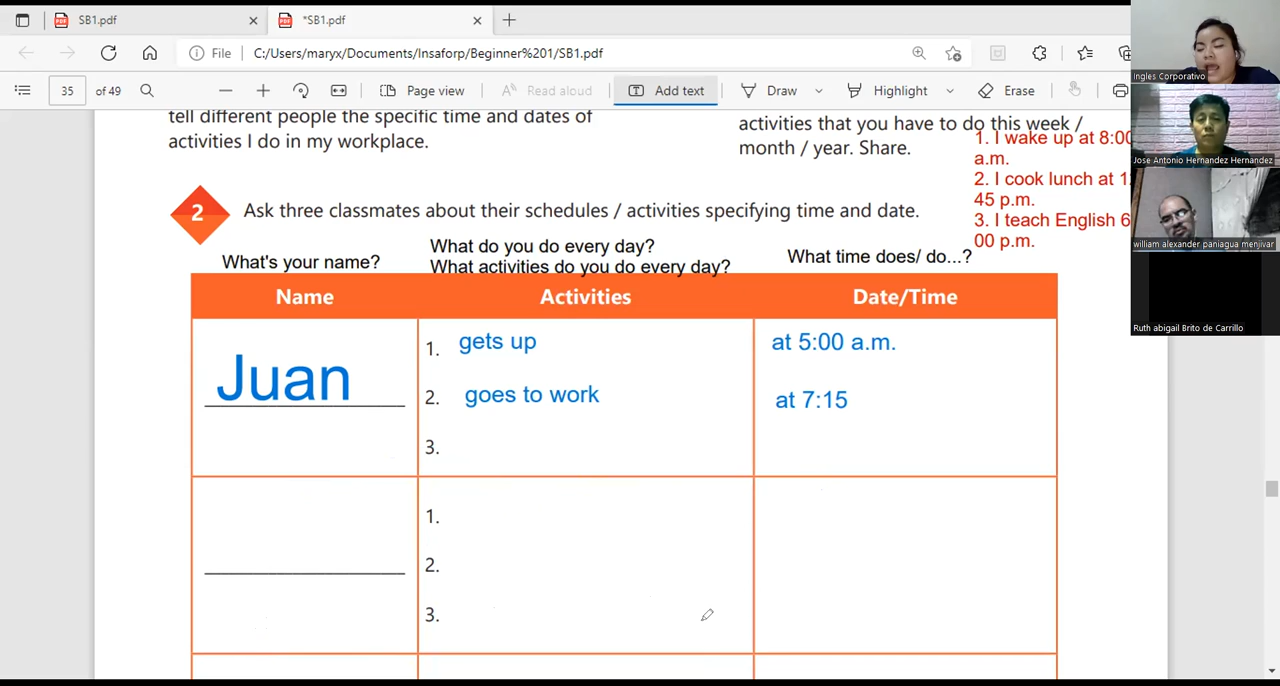 SB1.pdf
*SB1.pdf
File
C:/Users/maryx/Documents/Insaforp/Beginner%201/SB1.pdf
35 of 49
Page view
Read aloud
Add text
Draw
Highlight
Erase
Ingles Corporativo
Jose Antonio Hernandez Hernandez
william alexander paniagua menjivar
Ruth abigail Brito de Carrillo
tell different people the specific time and dates of
activities I do in my workplace.
activities that you have to do this week /
month / year. Share.
1. I wake up at 8:00
a.m.
2. I cook lunch at 1
45 p.m.
3. I teach English 6
00 p.m.
2 Ask three classmates about their schedules / activities specifying time and date.
What's your name?
What do you do every day?
What activities do you do every day?
What time does/ do...?
Name Activities Date/Time
Juan
1. gets up at 5:00 a.m.
2. goes to work at 7:15
3.
1.
2.
3.